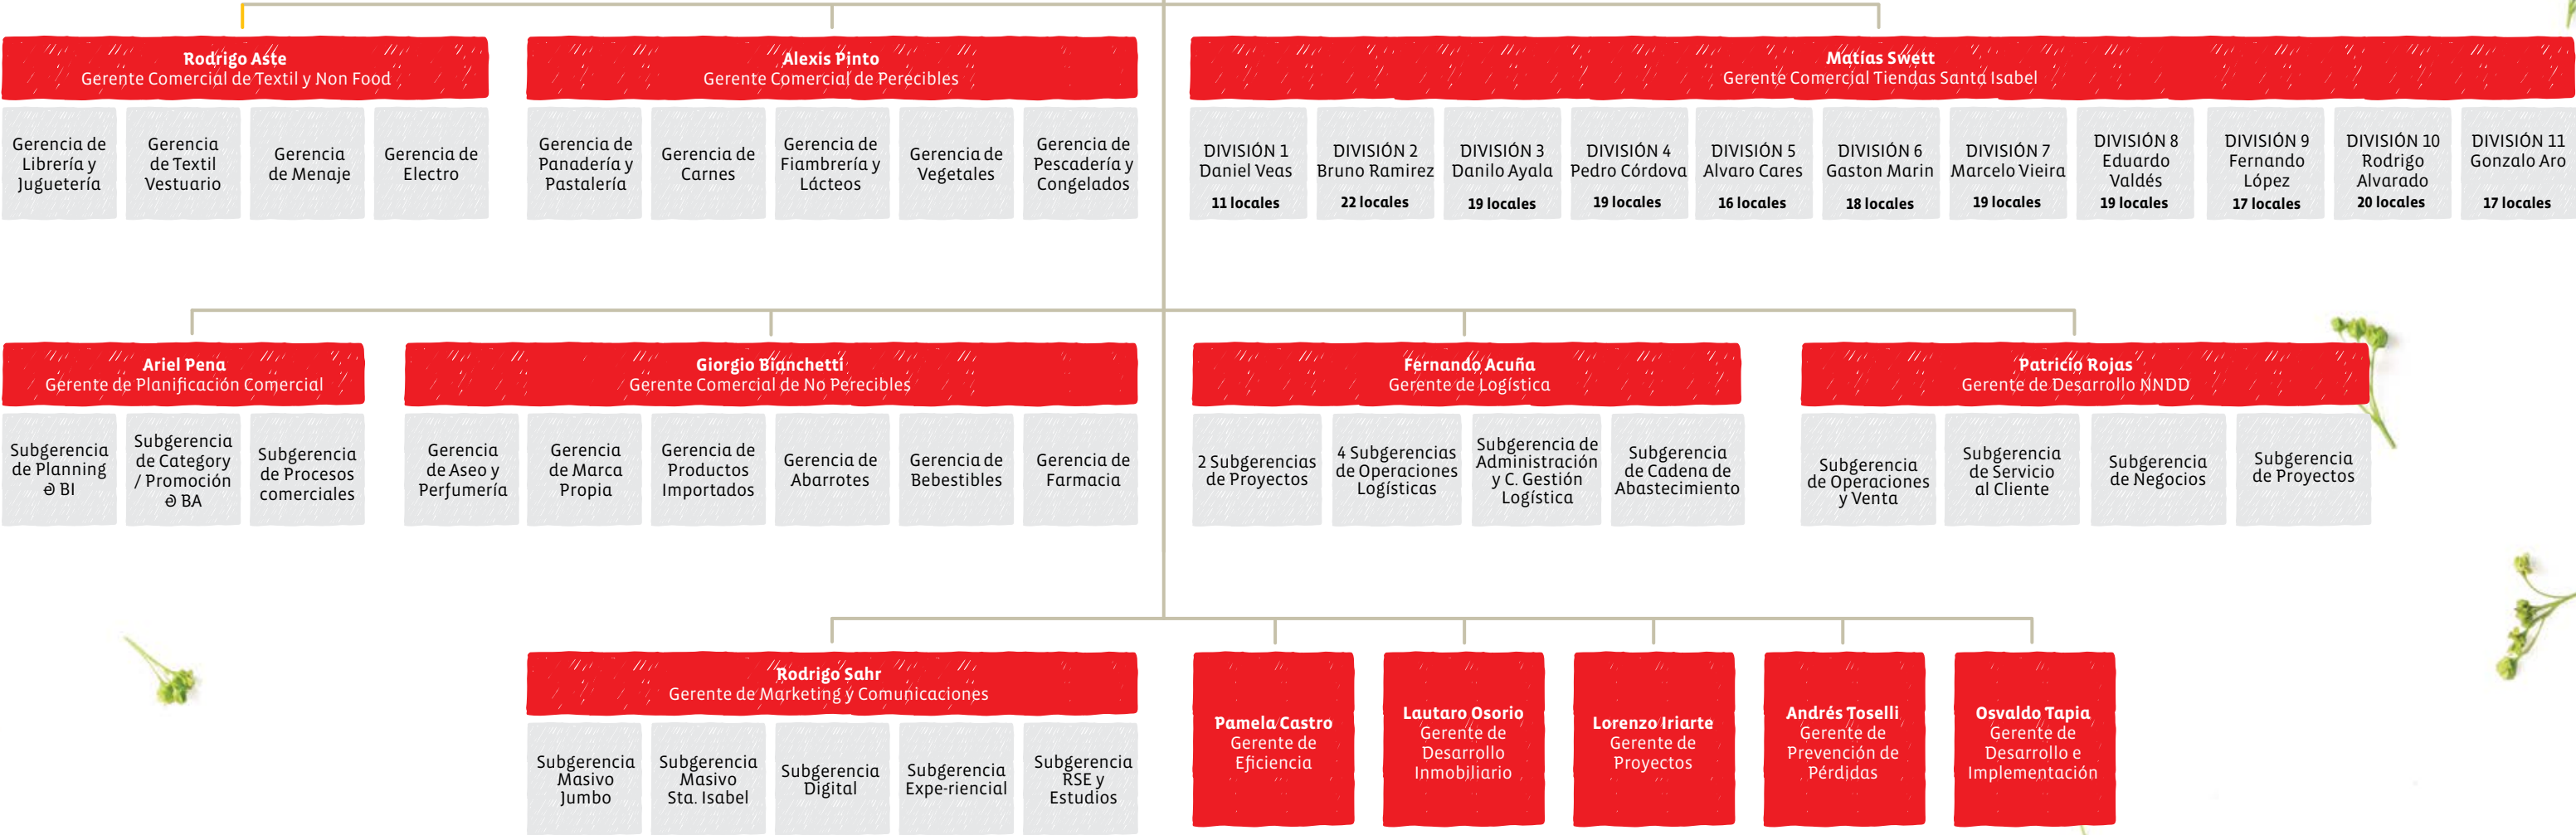 Rodrigo Aste
Gerente Comercial de Textil y Non Food
Gerencia de
Librería y
Juguetería
Gerencia
de Textil
Vestuario
Gerencia
de Menaje
Gerencia de
Electro
Alexis Pinto
Gerente Comercial de Perecibles
Gerencia de
Panadería y
Pastalería
Gerencia de
Carnes
Gerencia de
Fiambrería y
Lácteos
Gerencia de
Vegetales
Gerencia de
Pescadería y
Congelados
Matías Swett
Gerente Comercial Tiendas Santa Isabel
DIVISIÓN 1
Daniel Veas
11 locales
DIVISIÓN 2
Bruno Ramirez
22 locales
DIVISIÓN 3
Danilo Ayala
19 locales
DIVISIÓN 4
Pedro Córdova
19 locales
DIVISIÓN 5
Alvaro Cares
16 locales
DIVISIÓN 6
Gaston Marin
18 locales
DIVISIÓN 7
Marcelo Vieira
19 locales
DIVISIÓN 8
Eduardo
Valdés
19 locales
DIVISIÓN 9
Fernando
López
17 locales
DIVISIÓN 10
Rodrigo
Alvarado
20 locales
DIVISIÓN 11
Gonzalo Aro
17 locales
Ariel Pena
Gerente de Planificación Comercial
Subgerencia
de Planning
& BI
Subgerencia
de Category
/ Promoción
& BA
Subgerencia
de Procesos
comerciales
Giorgio Bianchetti
Gerente Comercial de No Perecibles
Gerencia
de Aseo y
Perfumería
Gerencia
de Marca
Propia
Gerencia de
Productos
Importados
Gerencia de
Abarrotes
Gerencia de
Bebestibles
Gerencia de
Farmacia
Fernando Acuña
Gerente de Logística
2 Subgerencias
de Proyectos
4 Subgerencias
de Operaciones
Logísticas
Subgerencia de
Administración
y C. Gestión
Logística
Subgerencia
de Cadena de
Abastecimiento
Patricio Rojas
Gerente de Desarrollo NNDD
Subgerencia
de Operaciones
y Venta
Subgerencia
de Servicio
al Cliente
Subgerencia
de Negocios
Subgerencia
de Proyectos
Rodrigo Sahr
Gerente de Marketing y Comunicaciones
Subgerencia
Masivo
Jumbo
Subgerencia
Masivo
Sta. Isabel
Subgerencia
Digital
Subgerencia
Expe-riencial
Subgerencia
RSE y
Estudios
Pamela Castro
Gerente de
Eficiencia
Lautaro Osorio
Gerente de
Desarrollo
Inmobiliario
Lorenzo Iriarte
Gerente de
Proyectos
Andrés Toselli
Gerente de
Prevención de
Pérdidas
Osvaldo Tapia
Gerente de
Desarrollo e
Implementación